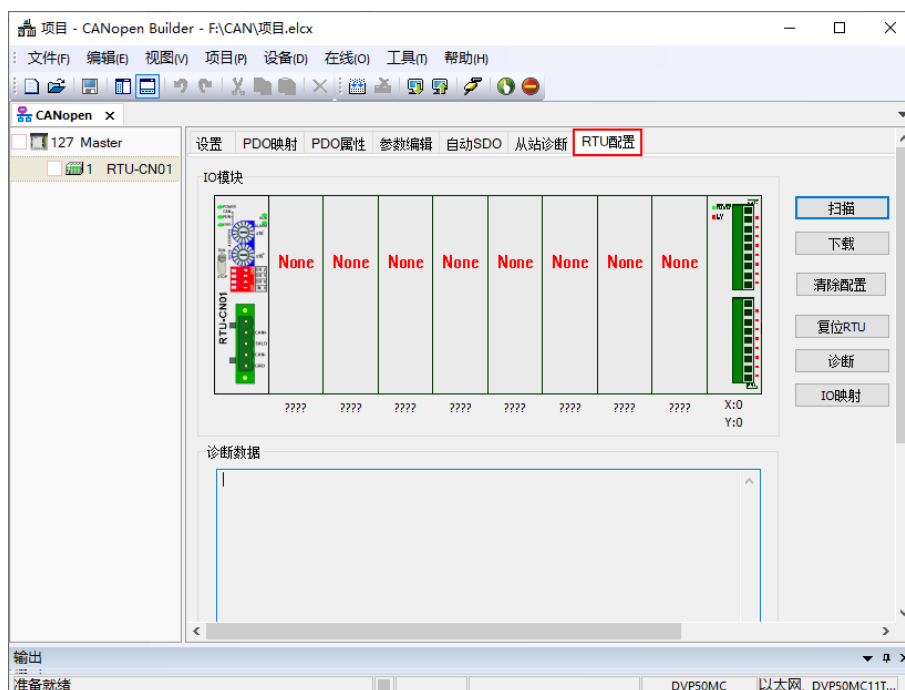 项目 - CANopen Builder - F:\CAN\项目.elcx
文件(F) 编辑(E) 视图(V) 项目(P) 设备(D) 在线(O) 工具(T) 帮助(H)
CANopen
127 Master
1 RTU-CN01
设置 PDO映射 PDO属性 参数编辑 自动SDO 从站诊断 RTU配置
IO模块
RTU-CN01
None None None None None None None None
???? ???? ???? ???? ???? ???? ???? ????
X:0
Y:0
扫描
下载
清除配置
复位RTU
诊断
IO映射
诊断数据
输出
准备就绪 DVP50MC 以太网, DVP50MC11T...